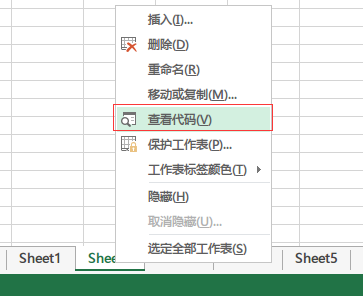 插入(I)...
删除(D)
重命名(R)
移动或复制(M)...
查看代码(V)
保护工作表(P)...
工作表标签颜色(T)
隐藏(H)
取消隐藏(U)...
选定全部工作表(S)
Sheet1 Shee Sheet5